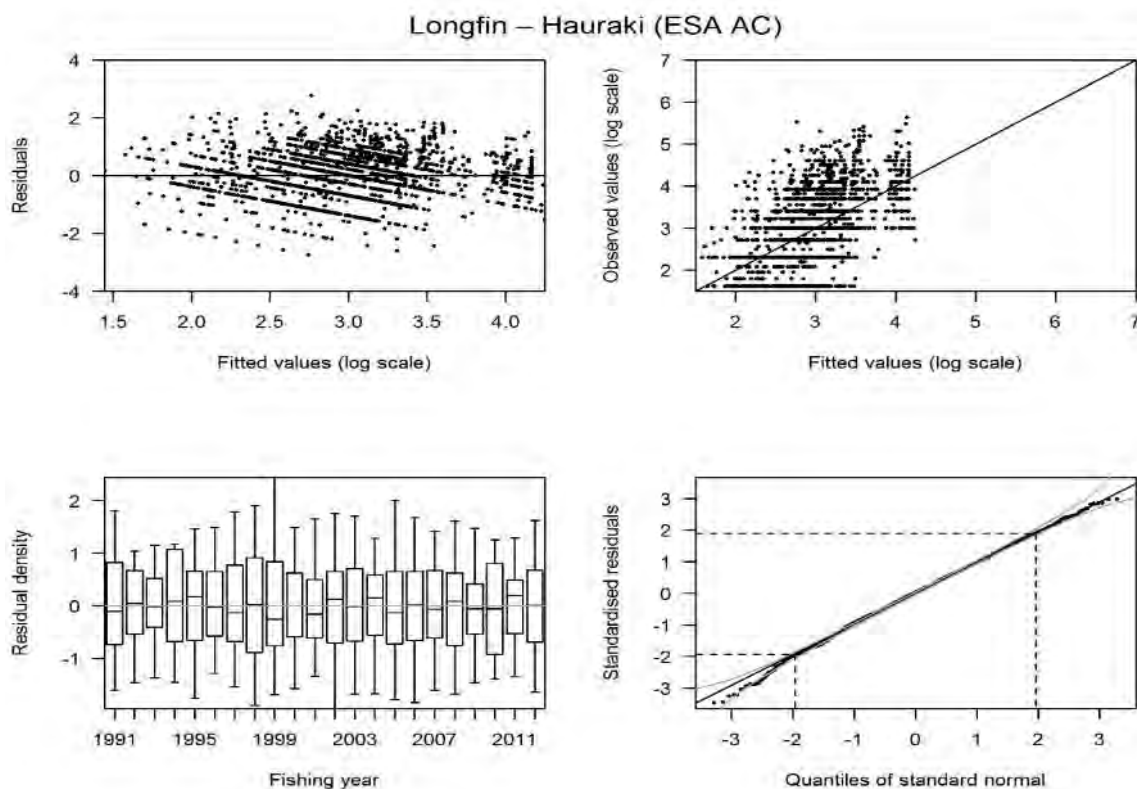 Longfin – Hauraki (ESA AC)
Residuals
4
2
0
-2
-4
1.5 2.0 2.5 3.0 3.5 4.0
Fitted values (log scale)
Observed values (log scale)
7
6
5
4
3
2
2 3 4 5 6 7
Fitted values (log scale)
Residual density
2
1
0
-1
1991 1995 1999 2003 2007 2011
Fishing year
Standardised residuals
3
2
1
0
-1
-2
-3
-3 -2 -1 0 1 2 3
Quantiles of standard normal